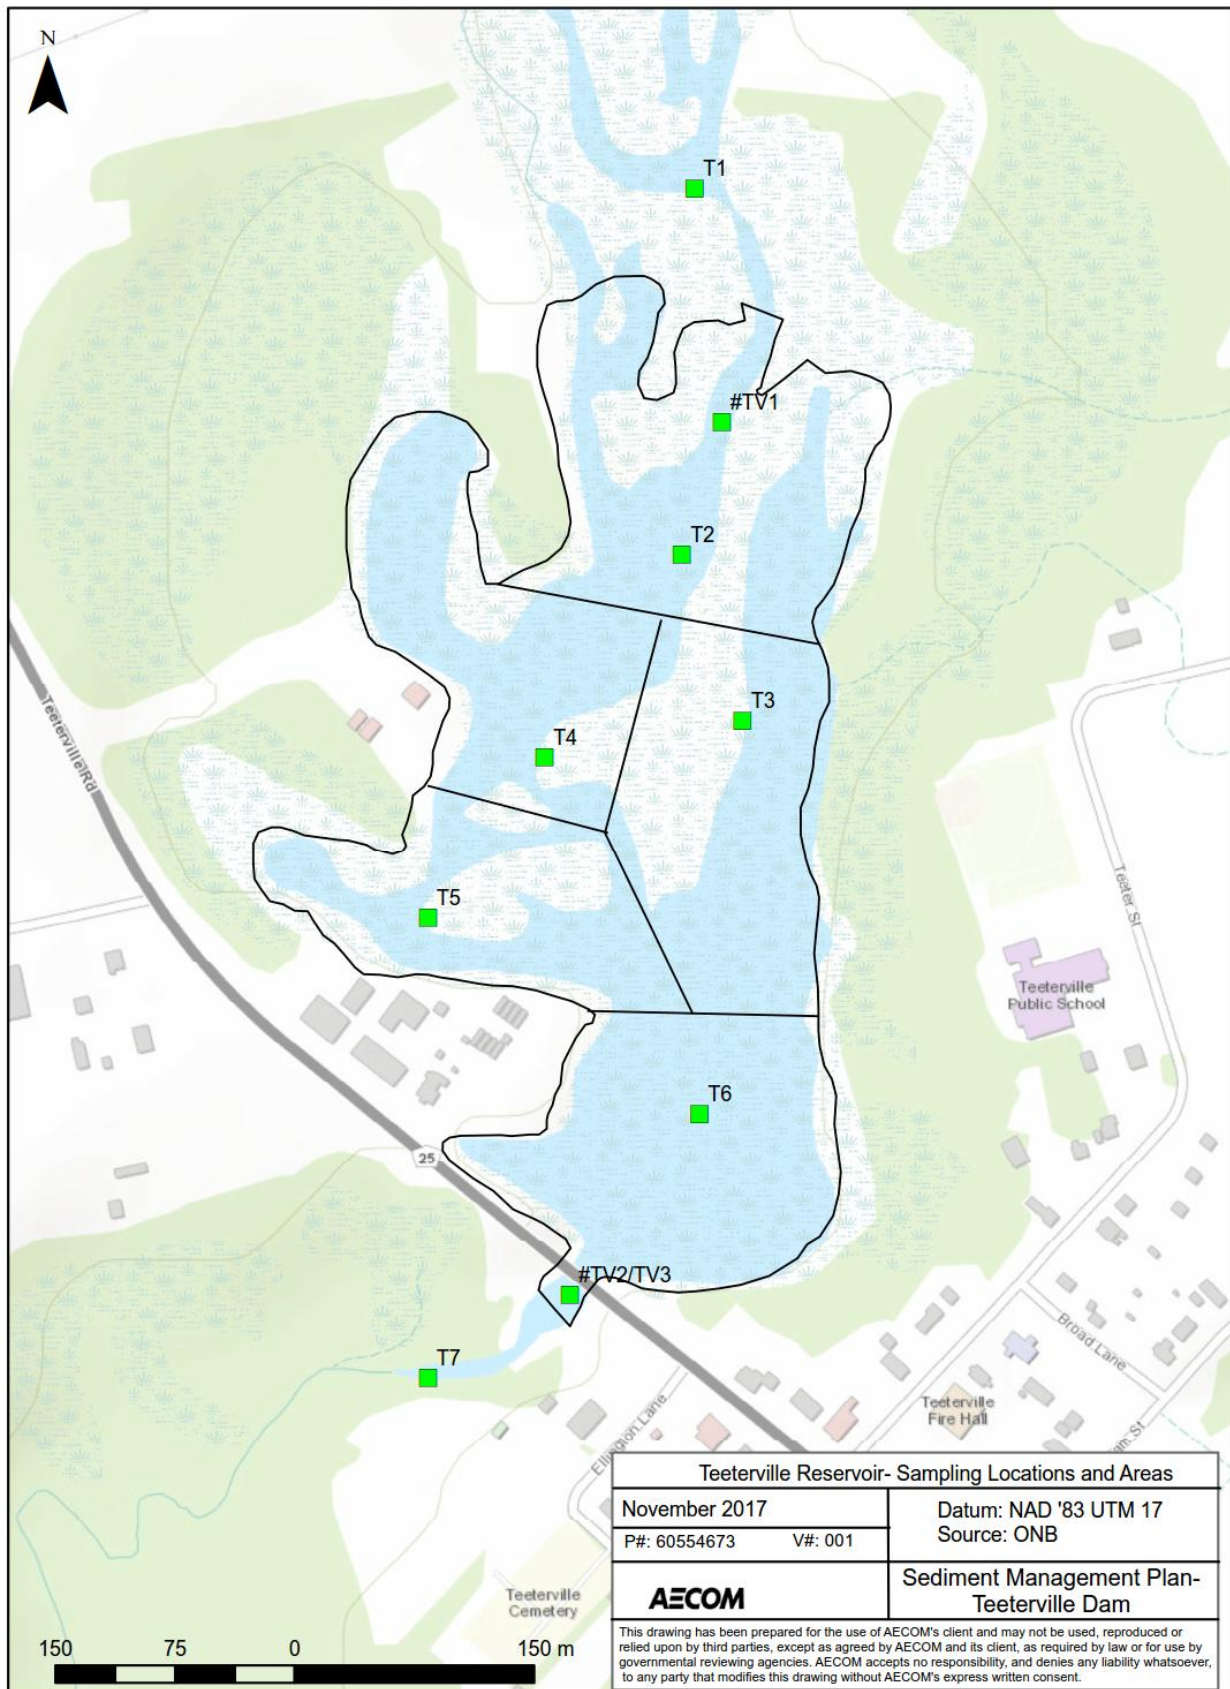 N
T1
#TV1
T2
T3
T4
T5
T6
#TV2/TV3
T7
Teeterville Rd
25
Teeter St
Teeterville
Public School
Broad Lane
Teeterville
Fire Hall
Ellington Lane
am St
Teeterville
Cemetery
150 75 0 150 m
Teeterville Reservoir- Sampling Locations and Areas
November 2017
P#: 60554673 V#: 001
Datum: NAD '83 UTM 17
Source: ONB
AECOM
Sediment Management Plan-
Teeterville Dam
This drawing has been prepared for the use of AECOM's client and may not be used, reproduced or
relied upon by third parties, except as agreed by AECOM and its client, as required by law or for use by
governmental reviewing agencies. AECOM accepts no responsibility, and denies any liability whatsoever,
to any party that modifies this drawing without AECOM's express written consent.